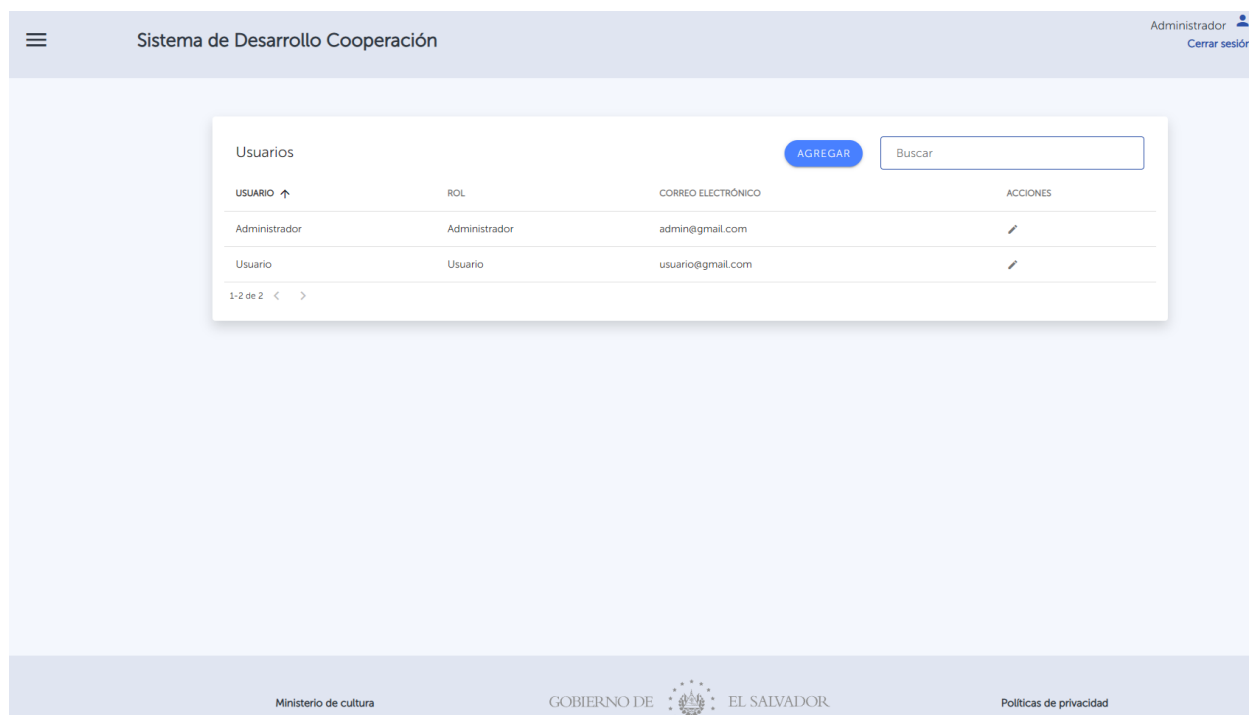 Administrador
Sistema de Desarrollo Cooperación
Cerrar sesión
Usuarios AGREGAR Buscar
USUARIO ROL CORREO ELECTRÓNICO ACCIONES
Administrador Administrador admin@gmail.com
Usuario Usuario usuario@gmail.com
1-2 de 2
Ministerio de cultura GOBIERNO DE EL SALVADOR Políticas de privacidad